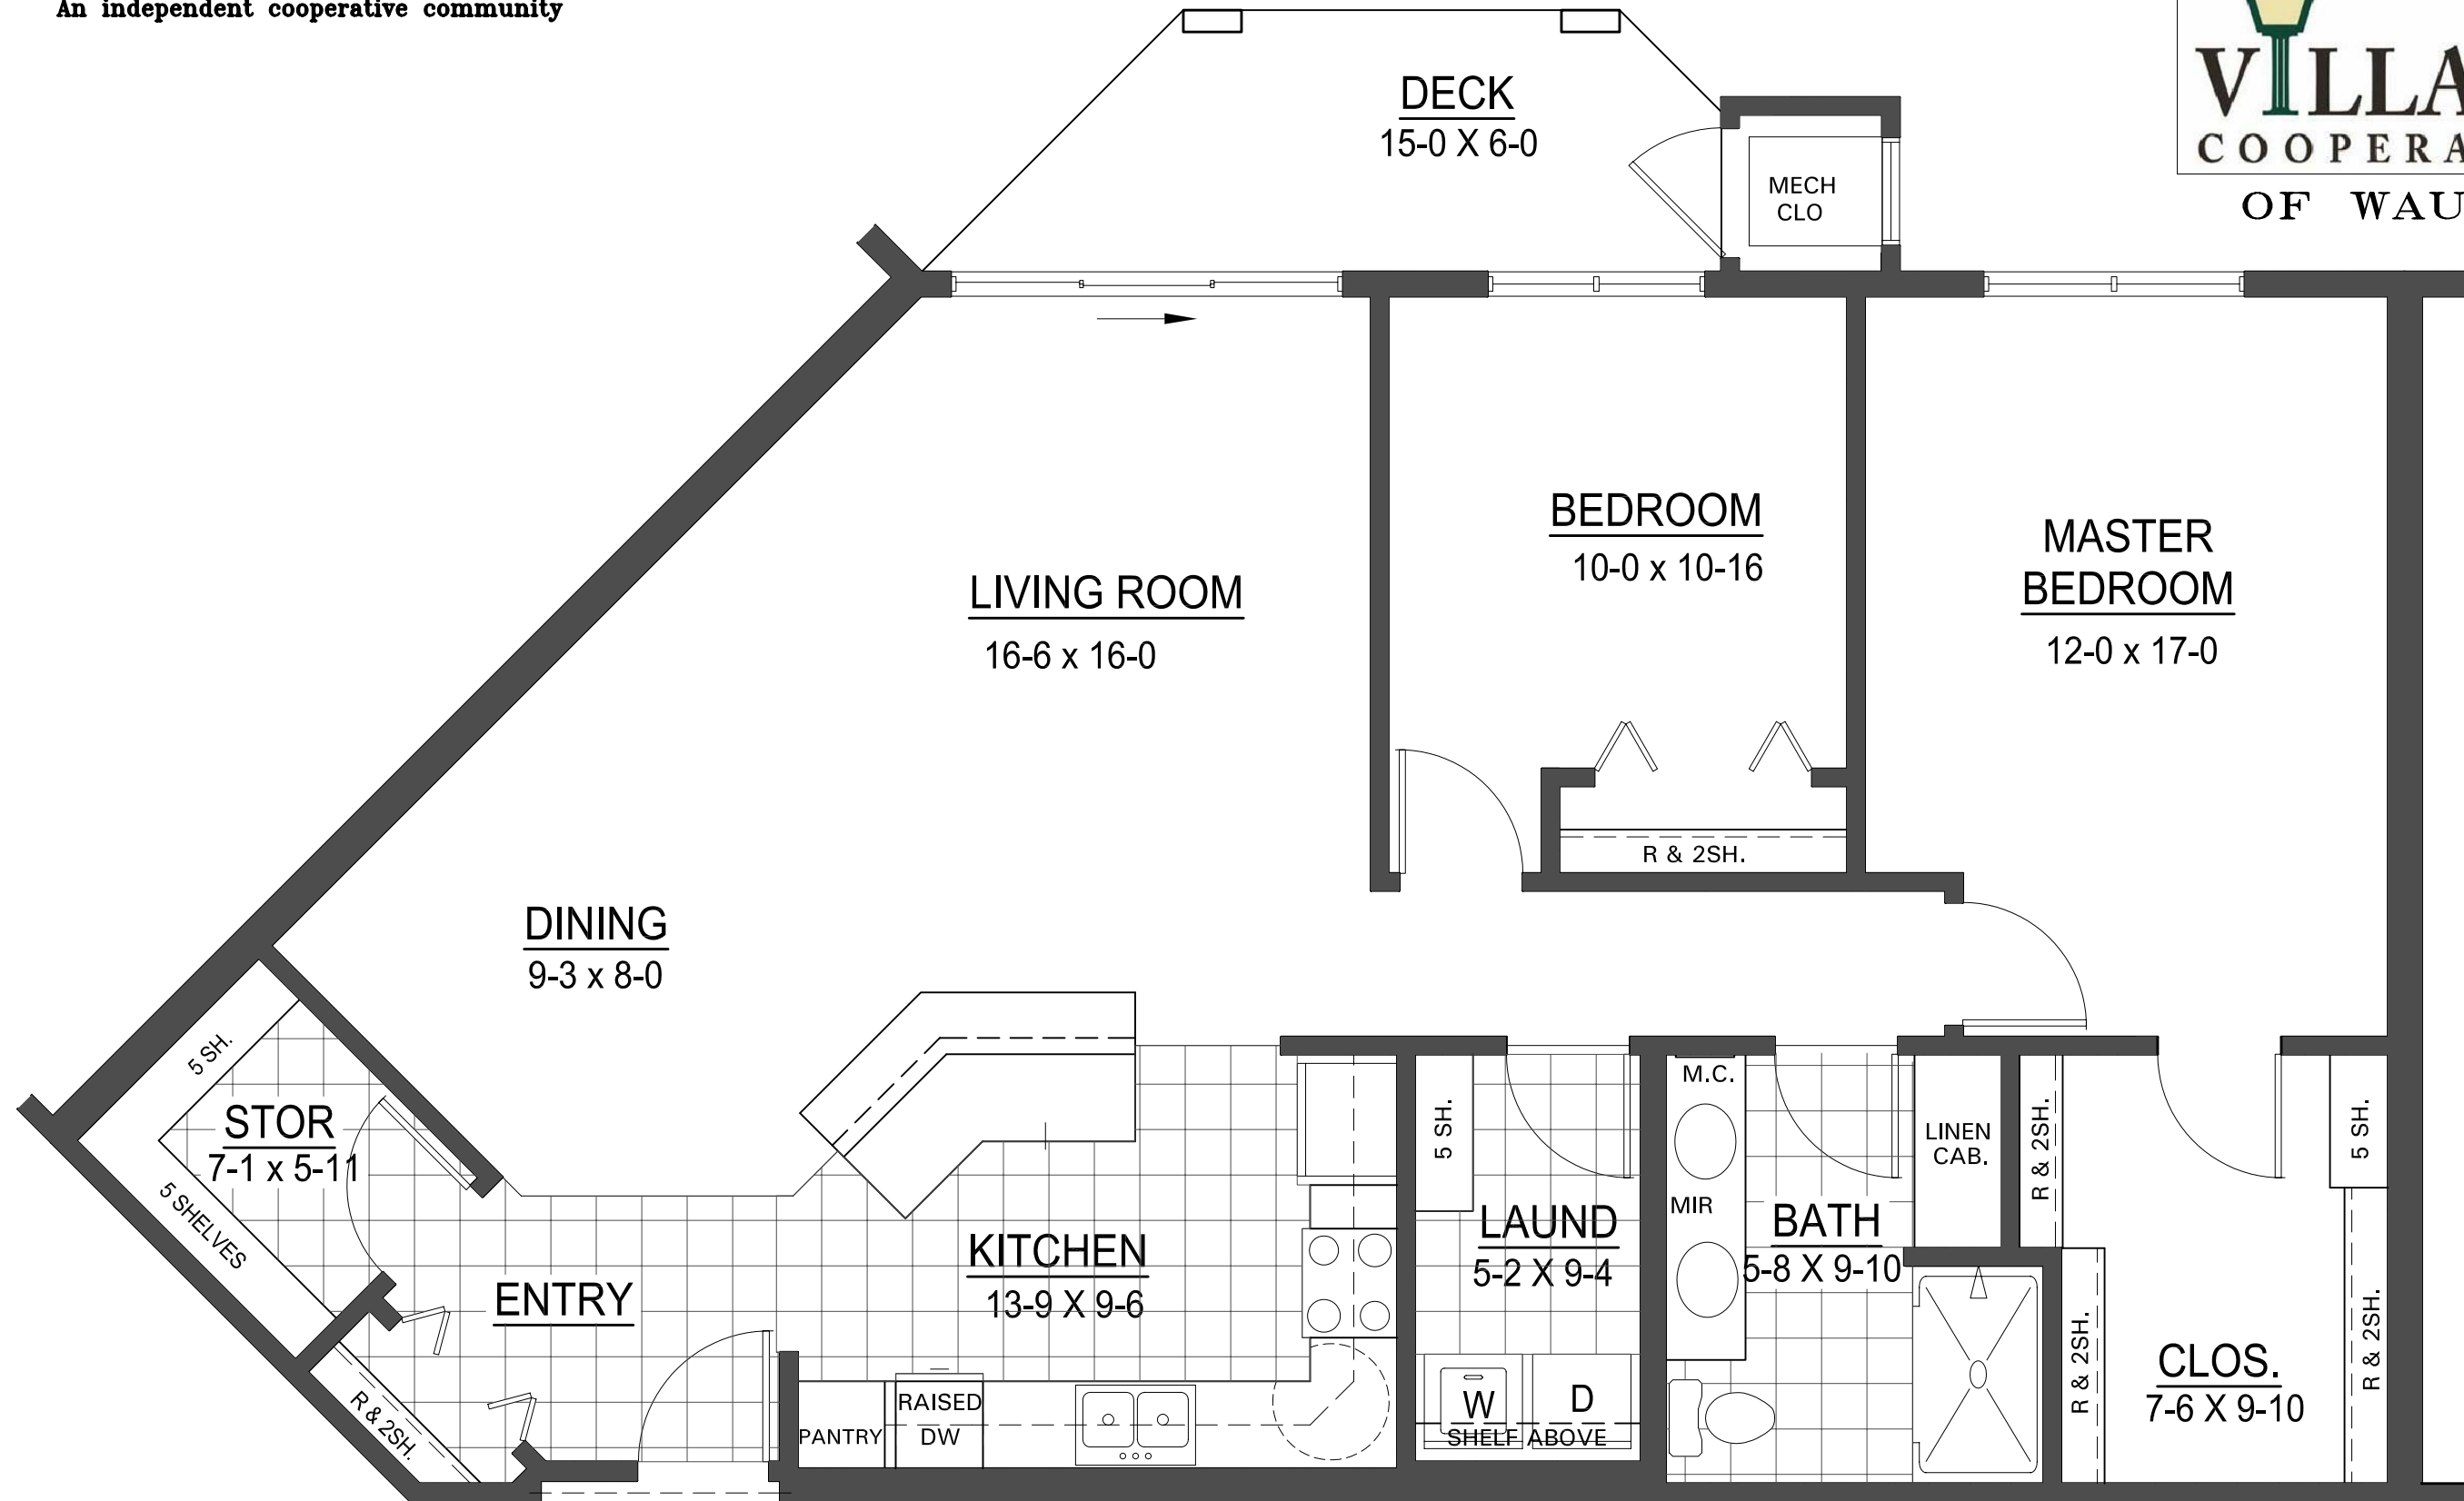 An independent cooperative community
VILLA
COOPERA
OF WAU
DECK
15-0 X 6-0
MECH
CLO
BEDROOM
10-0 x 10-16
MASTER
BEDROOM
12-0 x 17-0
LIVING ROOM
16-6 x 16-0
R & 2SH.
DINING
9-3 x 8-0
5 SH.
STOR
7-1 x 5-11
5 SHELVES
ENTRY
R & 2SH.
KITCHEN
13-9 X 9-6
PANTRY
RAISED
DW
5 SH.
LAUND
5-2 X 9-4
W
D
SHELF ABOVE
M.C.
MIR
BATH
5-8 X 9-10
LINEN
CAB.
R & 2SH.
R & 2SH.
5 SH.
R & 2SH.
CLOS.
7-6 X 9-10